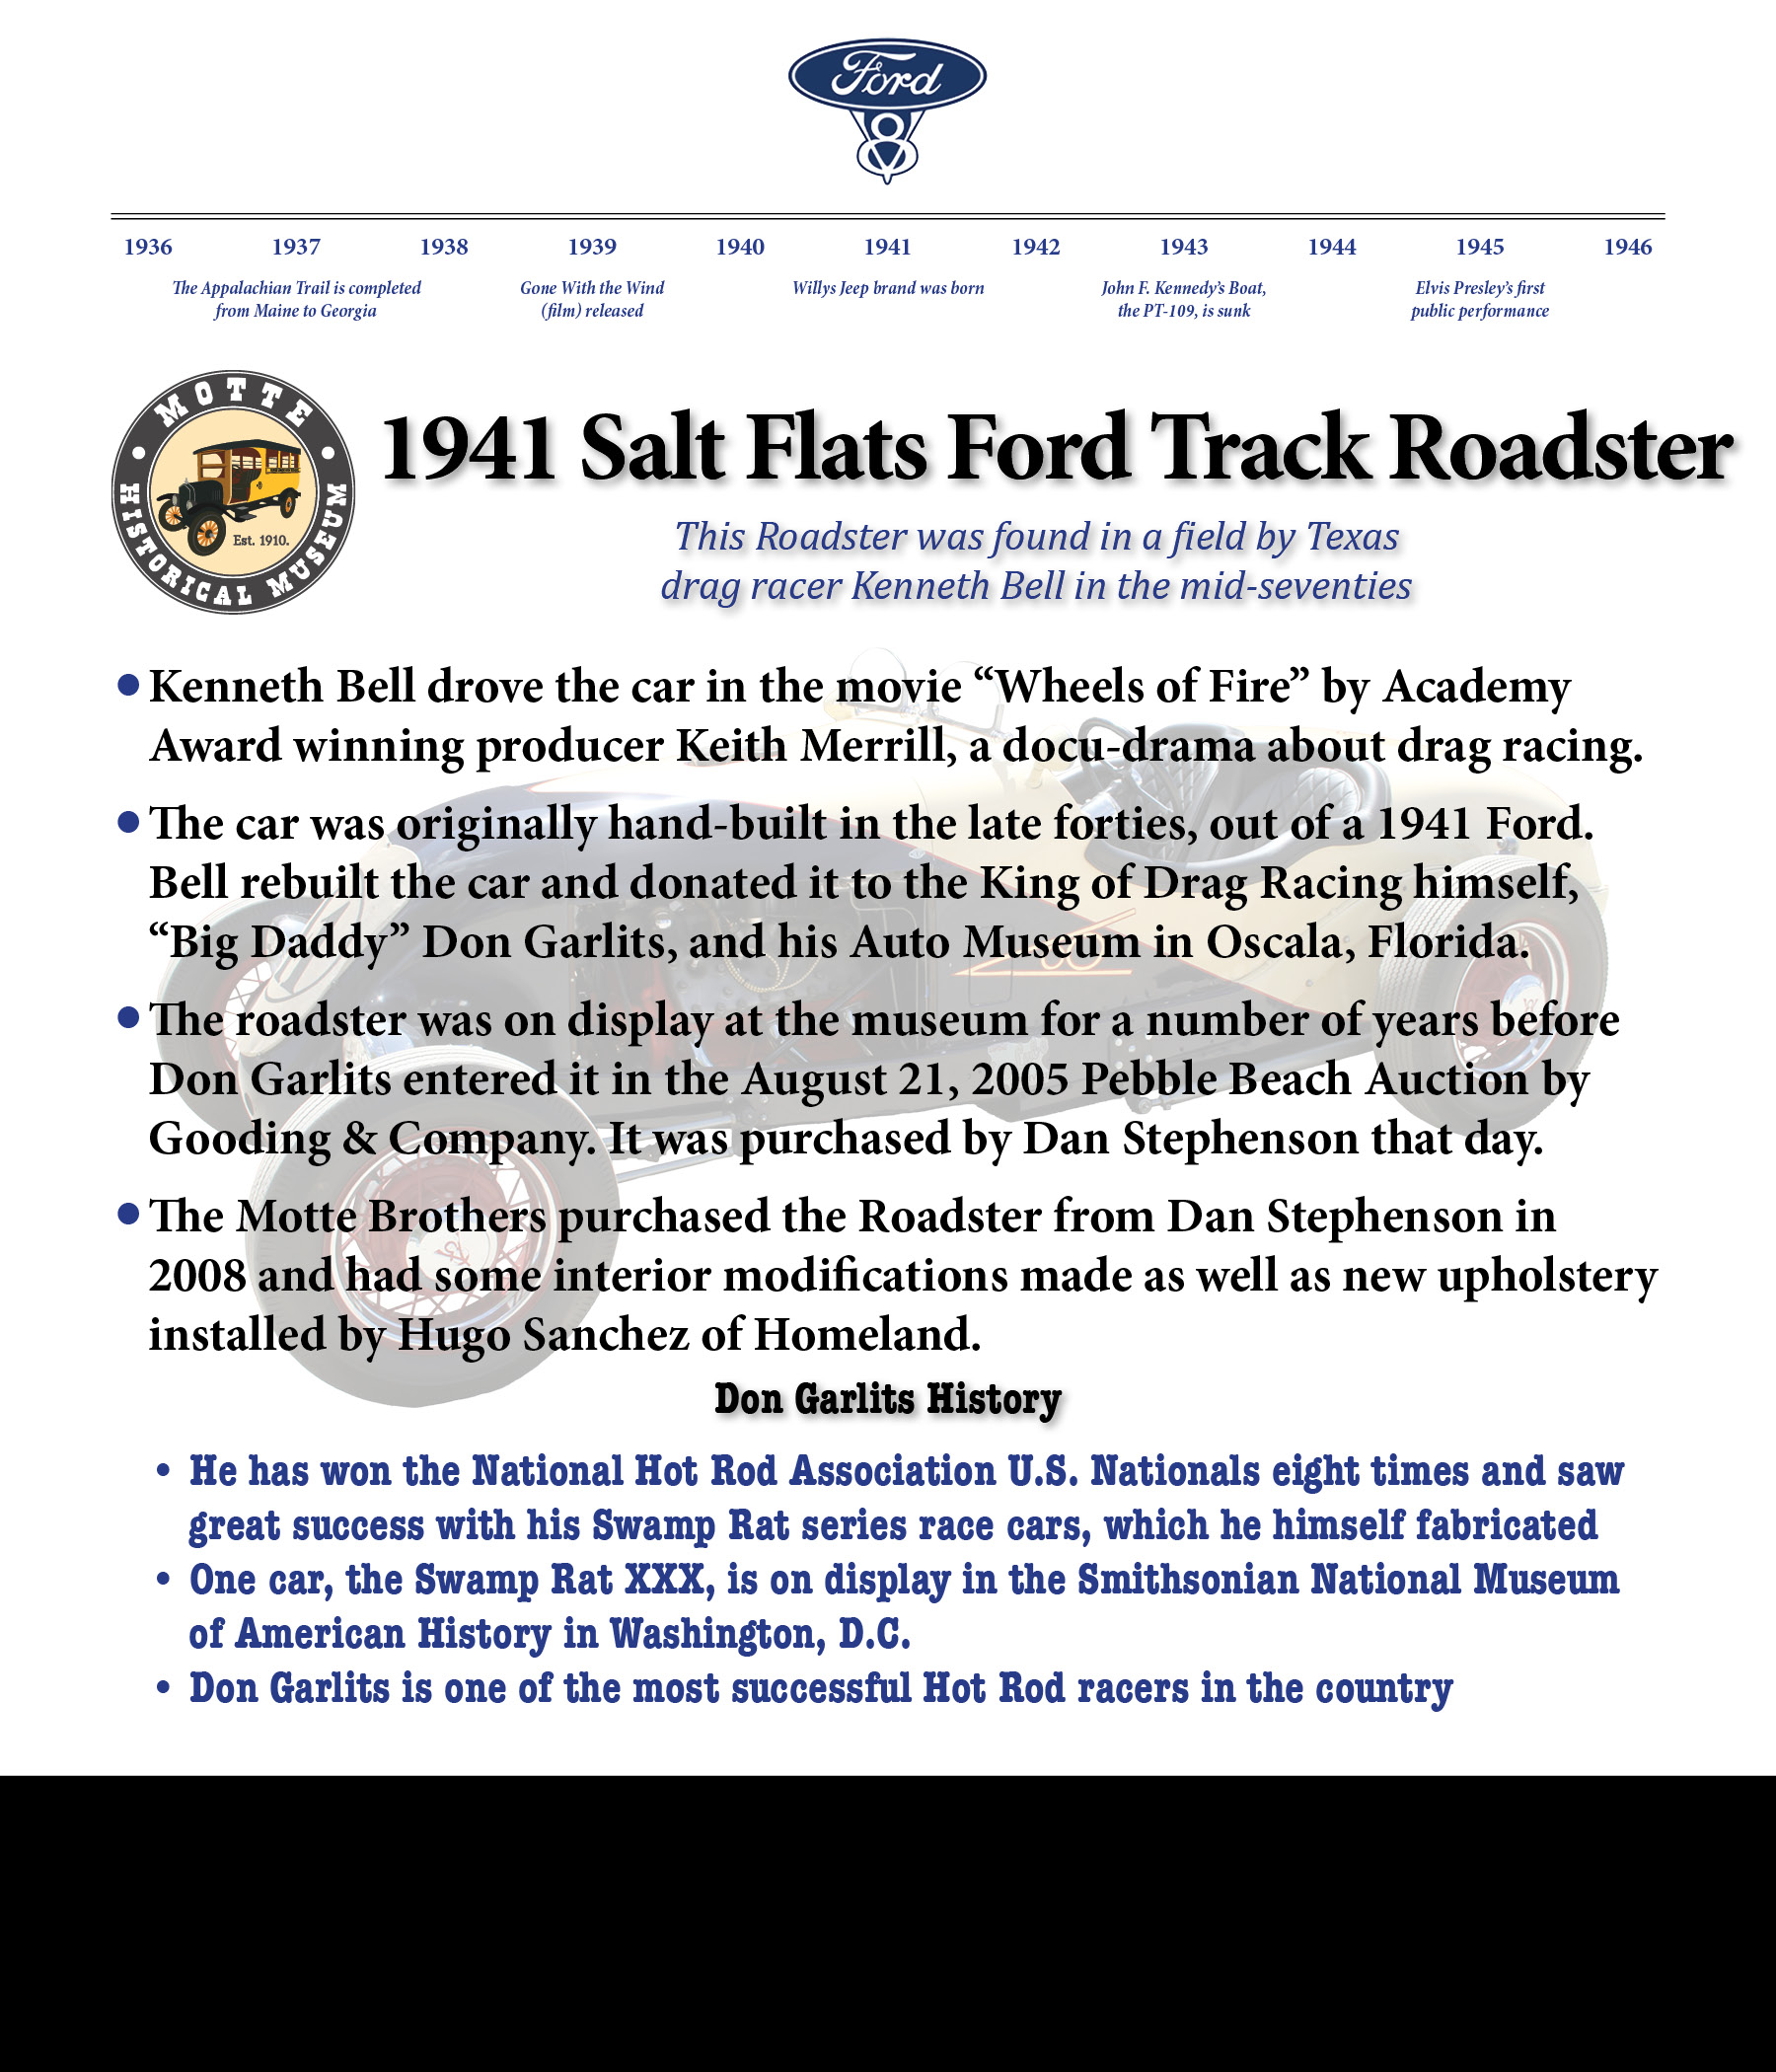 Ford
V8
1936 1937 1938 1939 1940 1941 1942 1943 1944 1945 1946
The Appalachian Trail is completed
from Maine to Georgia
Gone With the Wind
(film) released
Willys Jeep brand was born
John F. Kennedy's Boat,
the PT-109, is sunk
Elvis Presley's first
public performance
MOTTE
HISTORICAL MUSEUM
Est. 1910.
1941 Salt Flats Ford Track Roadster
This Roadster was found in a field by Texas
drag racer Kenneth Bell in the mid-seventies
• Kenneth Bell drove the car in the movie “Wheels of Fire” by Academy
Award winning producer Keith Merrill, a docu-drama about drag racing.
• The car was originally hand-built in the late forties, out of a 1941 Ford.
Bell rebuilt the car and donated it to the King of Drag Racing himself,
“Big Daddy” Don Garlits, and his Auto Museum in Oscala, Florida.
• The roadster was on display at the museum for a number of years before
Don Garlits entered it in the August 21, 2005 Pebble Beach Auction by
Gooding & Company. It was purchased by Dan Stephenson that day.
• The Motte Brothers purchased the Roadster from Dan Stephenson in
2008 and had some interior modifications made as well as new upholstery
installed by Hugo Sanchez of Homeland.
Don Garlits History
• He has won the National Hot Rod Association U.S. Nationals eight times and saw
great success with his Swamp Rat series race cars, which he himself fabricated
• One car, the Swamp Rat XXX, is on display in the Smithsonian National Museum
of American History in Washington, D.C.
• Don Garlits is one of the most successful Hot Rod racers in the country